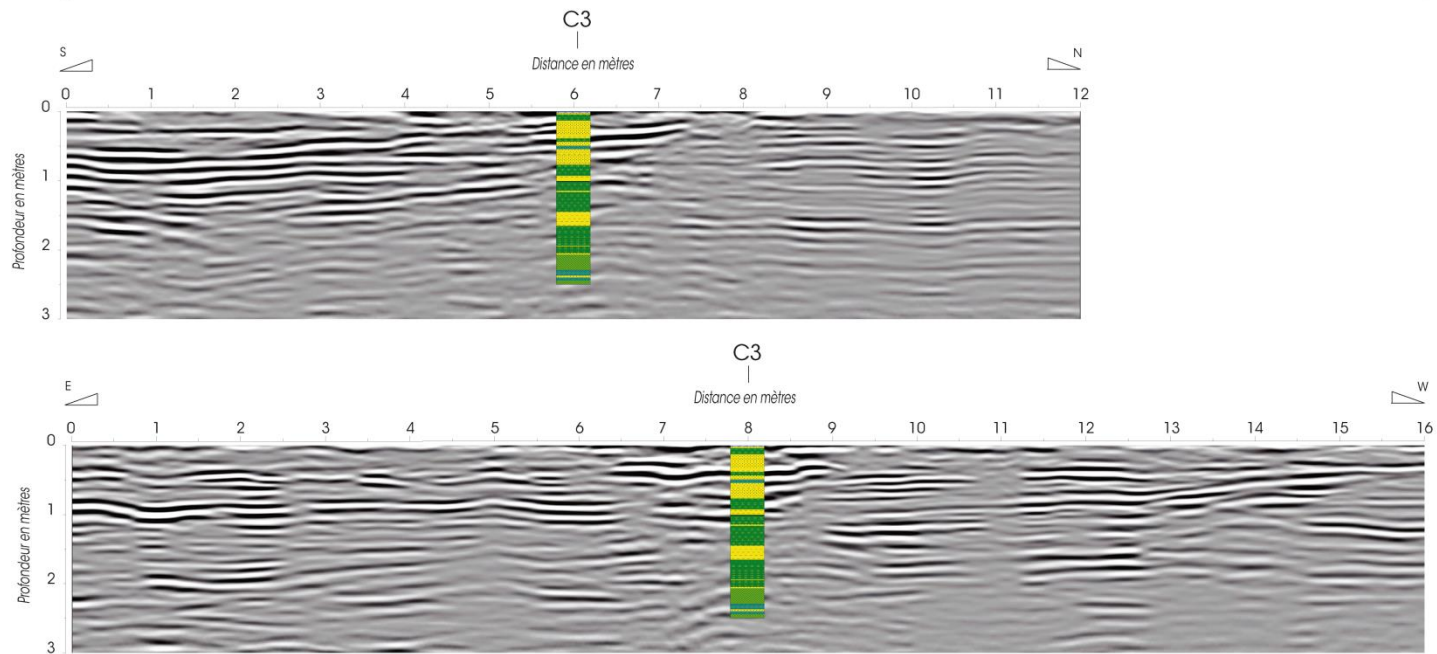 C3
S
Distance en mètres
N
0 1 2 3 4 5 6 7 8 9 10 11 12
0
1
2
3
Profondeur en mètres
C3
E
Distance en mètres
W
0 1 2 3 4 5 6 7 8 9 10 11 12 13 14 15 16
0
1
2
3
Profondeur en mètres